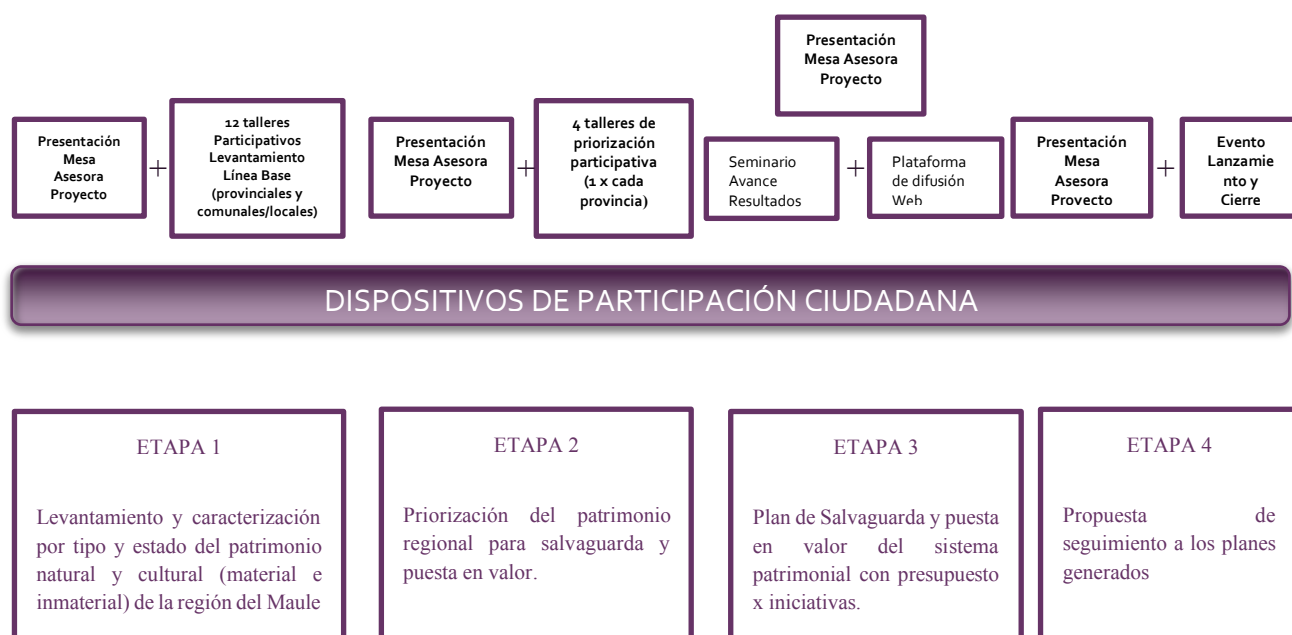 Presentación
Mesa Asesora
Proyecto
Presentación
Mesa
Asesora
Proyecto
+
12 talleres
Participativos
Levantamiento
Línea Base
(provinciales y
comunales/locales)
Presentación
Mesa Asesora
Proyecto
+
4 talleres de
priorización
participativa
(1 x cada
provincia)
Seminario
Avance
Resultados
+
Plataforma
de difusión
Web
Presentación
Mesa
Asesora
Proyecto
+
Evento
Lanzamie
nto y
Cierre
DISPOSITIVOS DE PARTICIPACIÓN CIUDADANA
ETAPA 1
Levantamiento y caracterización
por tipo y estado del patrimonio
natural y cultural (material e
inmaterial) de la región del Maule
ETAPA 2
Priorización del patrimonio
regional para salvaguarda y
puesta en valor.
ETAPA 3
Plan de Salvaguarda y puesta
en valor del sistema
patrimonial con presupuesto
x iniciativas.
ETAPA 4
Propuesta de
seguimiento a los planes
generados